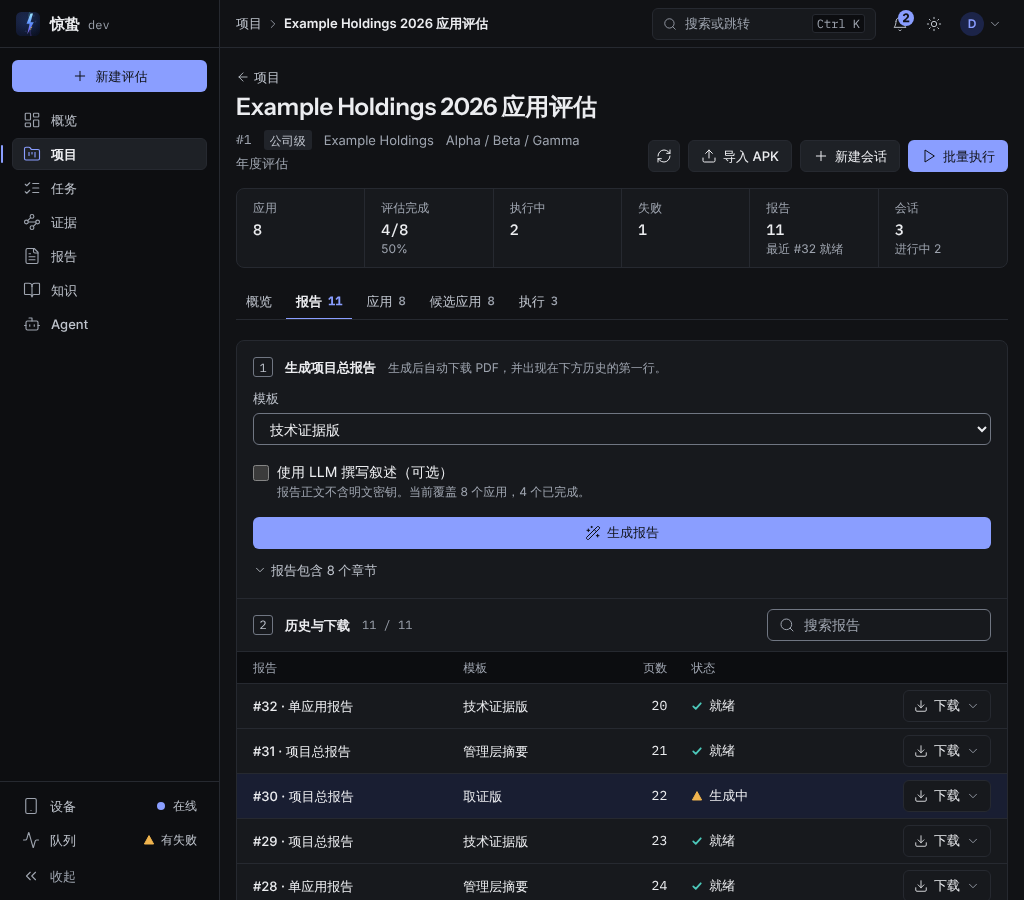 惊蛰 dev
项目 > Example Holdings 2026 应用评估
搜索或跳转 Ctrl K
2
D
新建评估
概览
项目
任务
证据
报告
知识
Agent
设备 在线
队列 有失败
收起
项目
Example Holdings 2026 应用评估
#1 公司级 Example Holdings Alpha / Beta / Gamma
年度评估
导入 APK
新建会话
批量执行
应用
8
评估完成
4/8
50%
执行中
2
失败
1
报告
11
最近 #32 就绪
会话
3
进行中 2
概览 报告 11 应用 8 候选应用 8 执行 3
1 生成项目总报告 生成后自动下载 PDF，并出现在下方历史的第一行。
模板
技术证据版
使用 LLM 撰写叙述（可选）
报告正文不含明文密钥。当前覆盖 8 个应用，4 个已完成。
生成报告
报告包含 8 个章节
2 历史与下载 11 / 11 搜索报告
报告 模板 页数 状态
#32 · 单应用报告 技术证据版 20 就绪 下载
#31 · 项目总报告 管理层摘要 21 就绪 下载
#30 · 项目总报告 取证版 22 生成中 下载
#29 · 项目总报告 技术证据版 23 就绪 下载
#28 · 单应用报告 管理层摘要 24 就绪 下载